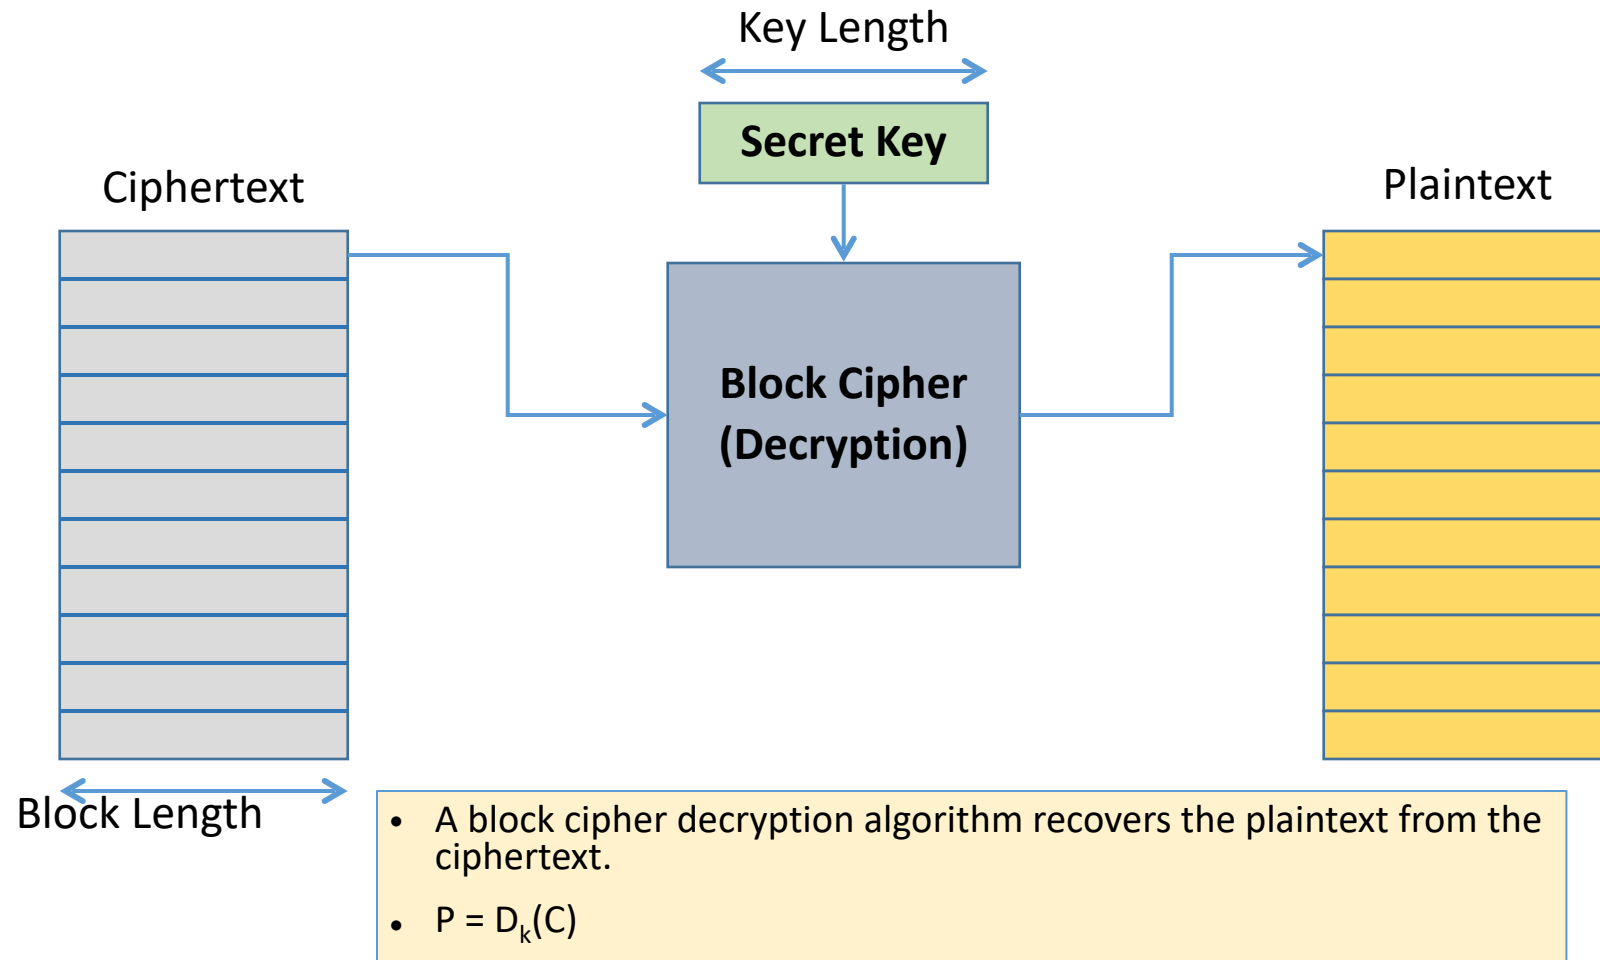 Key Length
Secret Key
Ciphertext
Plaintext
Block Cipher
(Decryption)
Block Length
• A block cipher decryption algorithm recovers the plaintext from the
ciphertext.
• P = Dk(C)